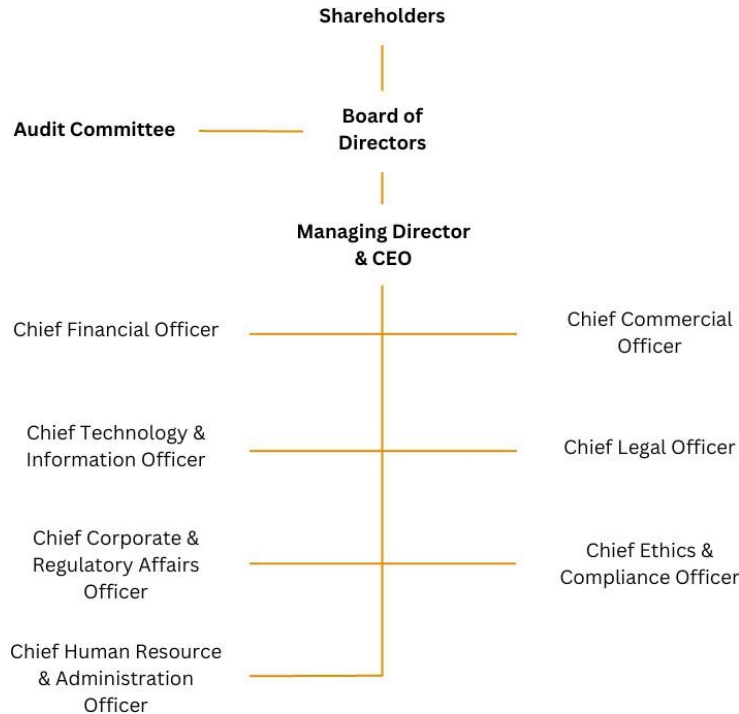 Shareholders
Audit Committee
Board of
Directors
Managing Director
& CEO
Chief Financial Officer
Chief Commercial
Officer
Chief Technology &
Information Officer
Chief Legal Officer
Chief Corporate &
Regulatory Affairs
Officer
Chief Ethics &
Compliance Officer
Chief Human Resource
& Administration
Officer